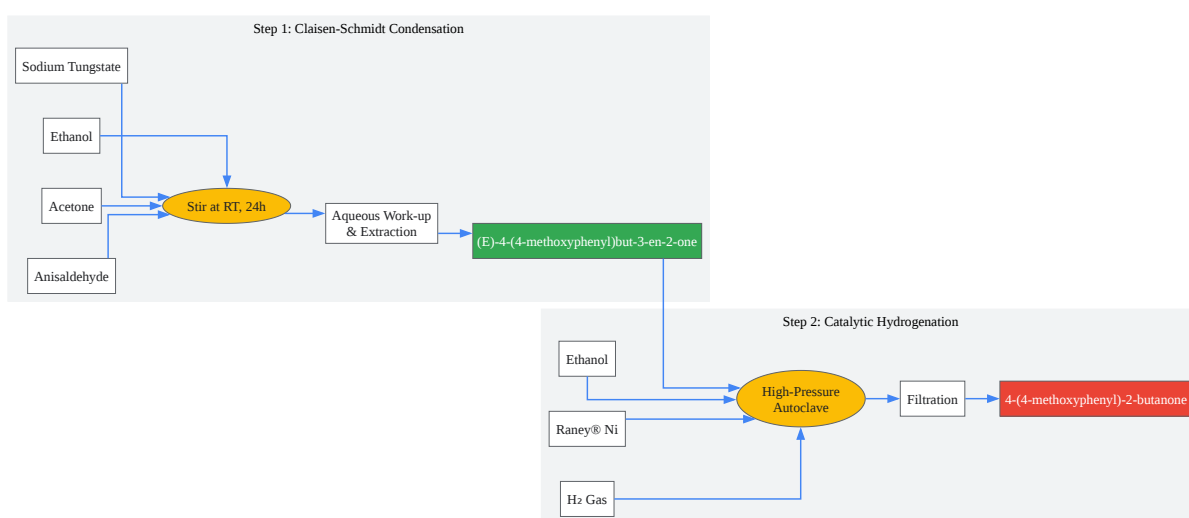 Step 1: Claisen-Schmidt Condensation
Sodium Tungstate
Ethanol
Acetone
Anisaldehyde
Stir at RT, 24h
Aqueous Work-up
& Extraction
(E)-4-(4-methoxyphenyl)but-3-en-2-one
Step 2: Catalytic Hydrogenation
Ethanol
Raney® Ni
H₂ Gas
High-Pressure
Autoclave
Filtration
4-(4-methoxyphenyl)-2-butanone